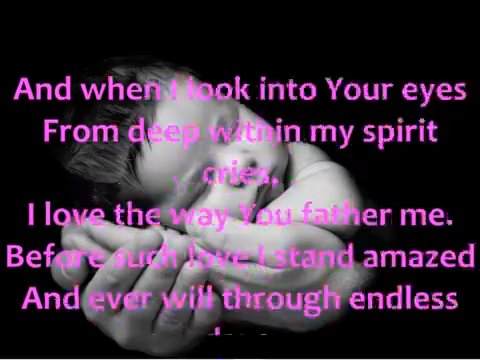 And when I look into Your eyes
From deep within my spirit
cries,
I love the way You father me.
Before such love I stand amazed
And ever will through endless